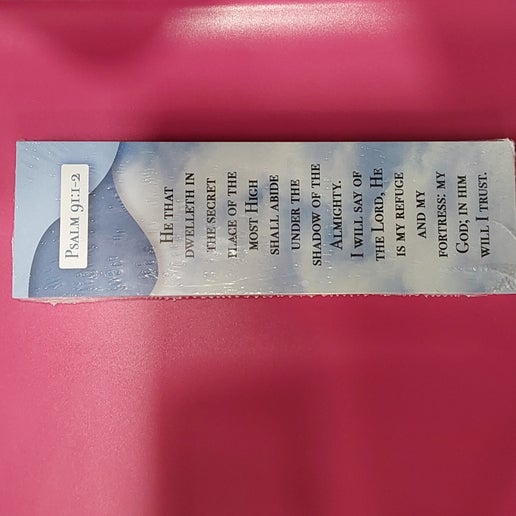 PSALM 91:1-2
HE THAT
DWELLETH IN
THE SECRET
PLACE OF THE
MOST HIGH
SHALL ABIDE
UNDER THE
SHADOW OF THE
ALMIGHTY.
I WILL SAY OF
THE LORD, HE
IS MY REFUGE
AND MY
FORTRESS: MY
GOD; IN HIM
WILL I TRUST.